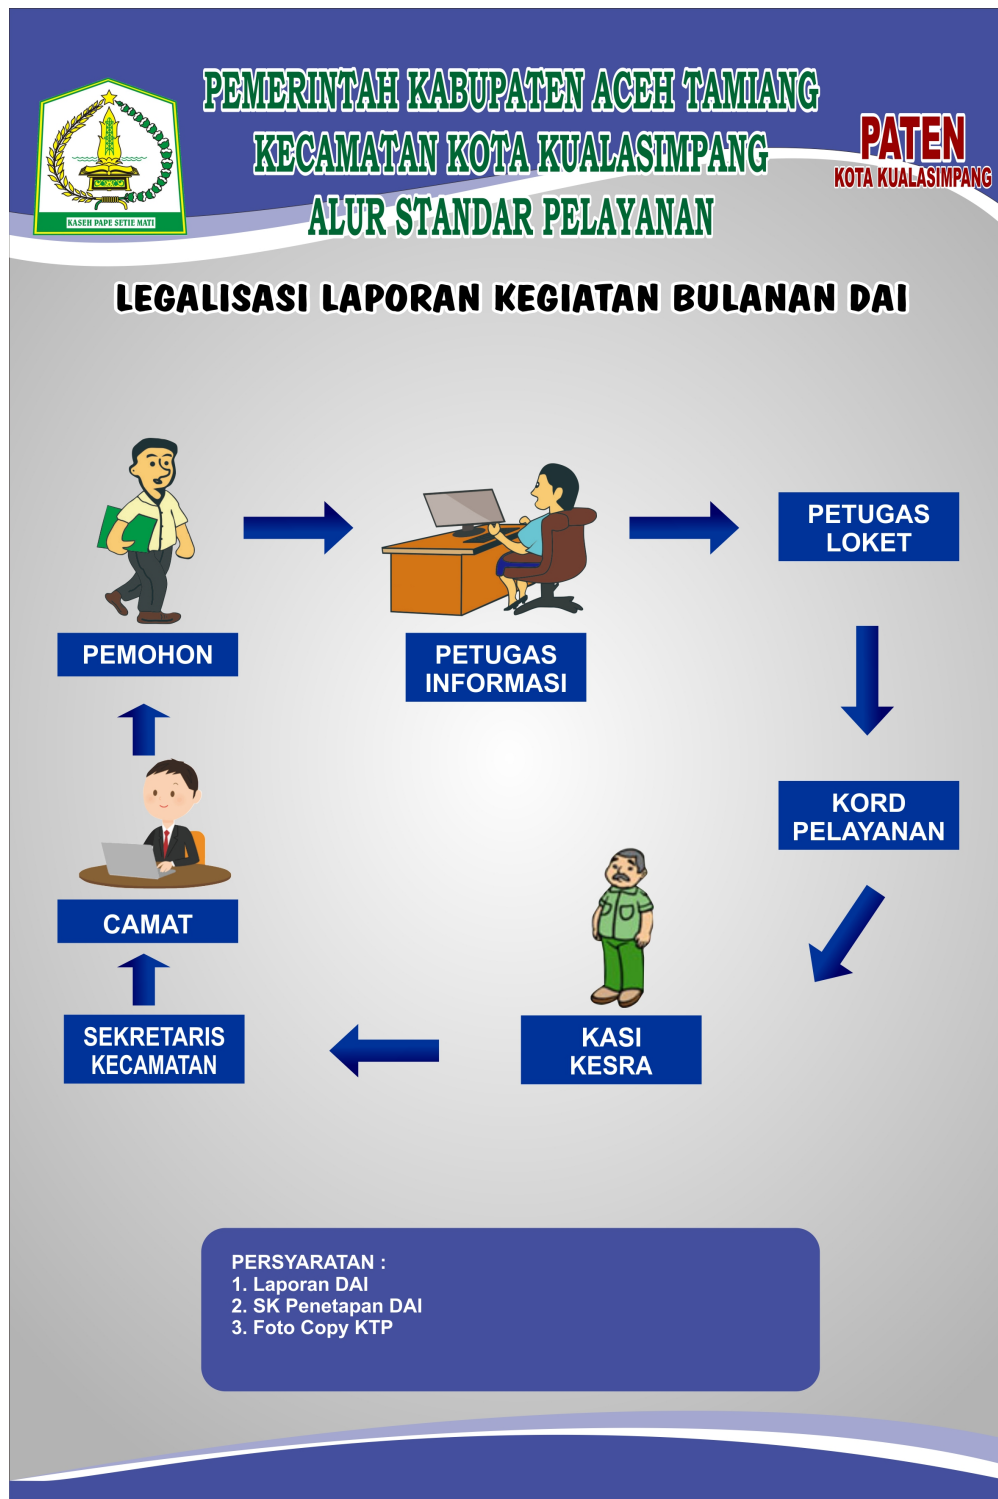 PEMERINTAH KABUPATEN ACEH TAMIANG
KECAMATAN KOTA KUALASIMPANG
ALUR STANDAR PELAYANAN
PATEN
KOTA KUALASIMPANG
KASEH PAPE SETIE MATI
LEGALISASI LAPORAN KEGIATAN BULANAN DAI
PEMOHON
PETUGAS
INFORMASI
PETUGAS
LOKET
KORD
PELAYANAN
KASI
KESRA
SEKRETARIS
KECAMATAN
CAMAT
PERSYARATAN :
1. Laporan DAI
2. SK Penetapan DAI
3. Foto Copy KTP